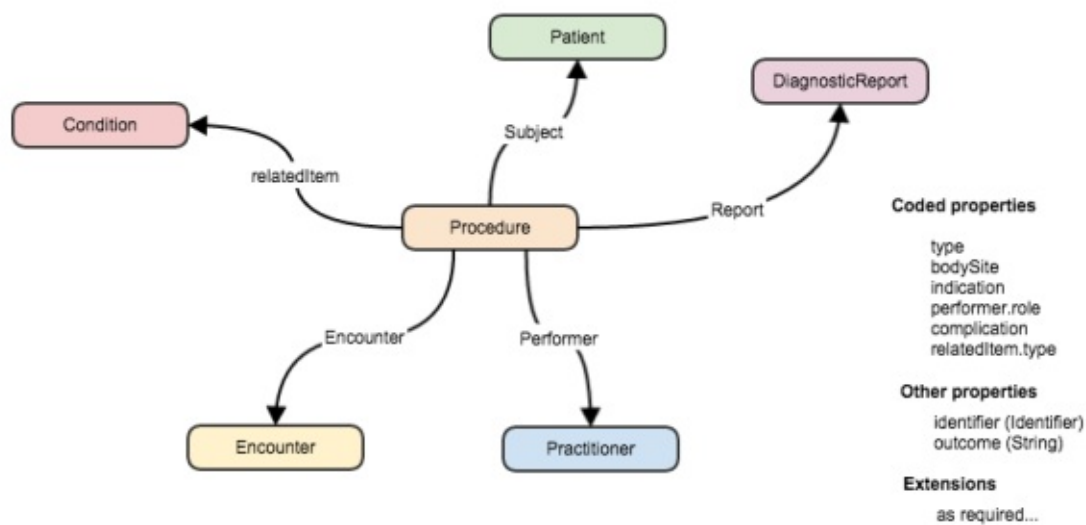 Patient
DiagnosticReport
Condition
Subject
relatedItem
Report
Procedure
Encounter
Performer
Encounter
Practitioner
Coded properties
type
bodySite
indication
performer.role
complication
relatedItem.type
Other properties
identifier (Identifier)
outcome (String)
Extensions
as required...